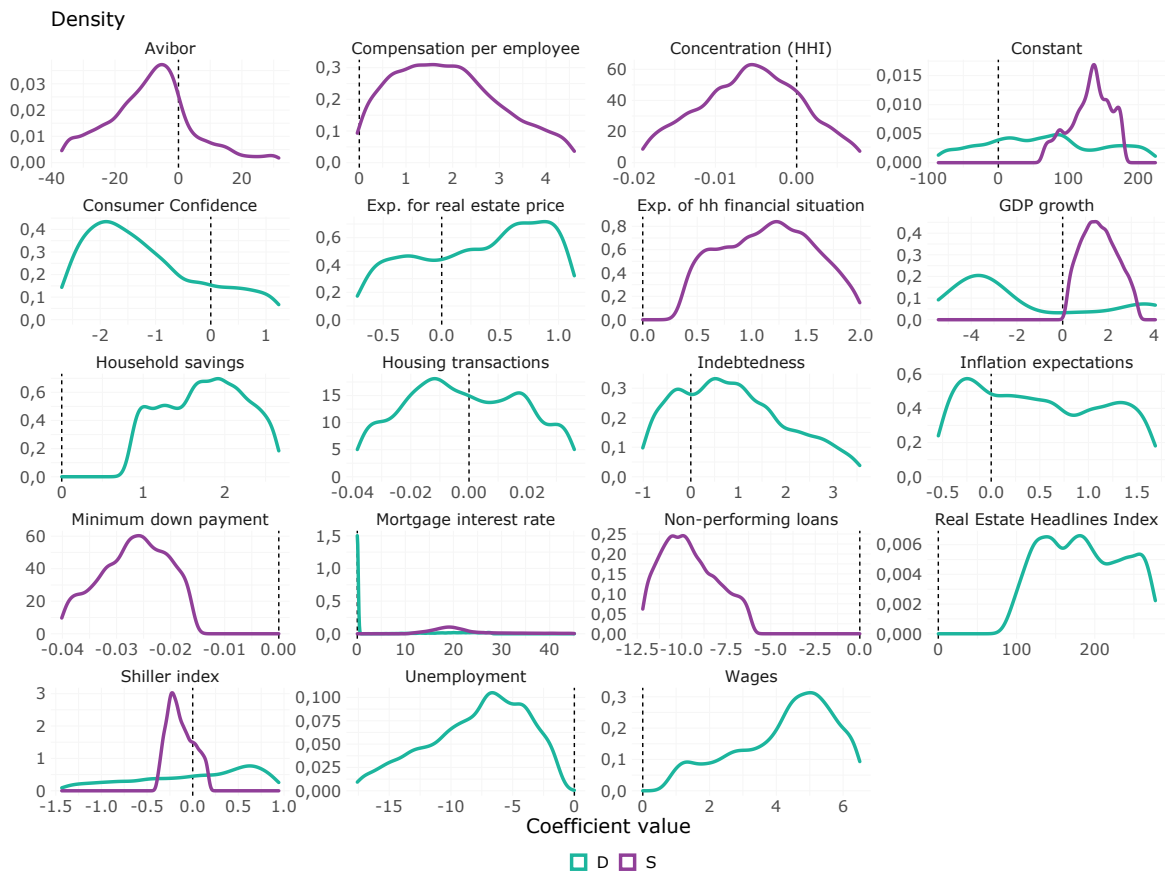 Density
Avibor
Compensation per employee
Concentration (HHI)
Constant
0,03
0,02
0,01
0,00
-40 -20 0 20
0,3
0,2
0,1
0,0
0 1 2 3 4
60
40
20
0
-0.02 -0.01 0.00
0,015
0,010
0,005
0,000
-100 0 100 200
Consumer Confidence
Exp. for real estate price
Exp. of hh financial situation
GDP growth
0,4
0,3
0,2
0,1
0,0
-2 -1 0 1
0,6
0,4
0,2
0,0
-0.5 0.0 0.5 1.0
0,8
0,6
0,4
0,2
0,0
0.0 0.5 1.0 1.5 2.0
0,4
0,3
0,2
0,1
0,0
-4 -2 0 2 4
Household savings
Housing transactions
Indebtedness
Inflation expectations
0,6
0,4
0,2
0,0
0 1 2
15
10
5
0
-0.04 -0.02 0.00 0.02
0,3
0,2
0,1
0,0
-1 0 1 2 3
0,6
0,4
0,2
0,0
-0.5 0.0 0.5 1.0 1.5
Minimum down payment
Mortgage interest rate
Non-performing loans
Real Estate Headlines Index
60
40
20
0
-0.04 -0.03 -0.02 -0.01 0.00
1,5
1,0
0,5
0,0
0 20 40
0,25
0,20
0,15
0,10
0,05
0,00
-12.5 -10.0 -7.5 -5.0 -2.5 0.0
0,006
0,004
0,002
0,000
0 100 200
Shiller index
Unemployment
Wages
3
2
1
0
-1.5 -1.0 -0.5 0.0 0.5 1.0
0,100
0,075
0,050
0,025
0,000
-15 -10 -5 0
0,3
0,2
0,1
0,0
0 2 4 6
Coefficient value
D S